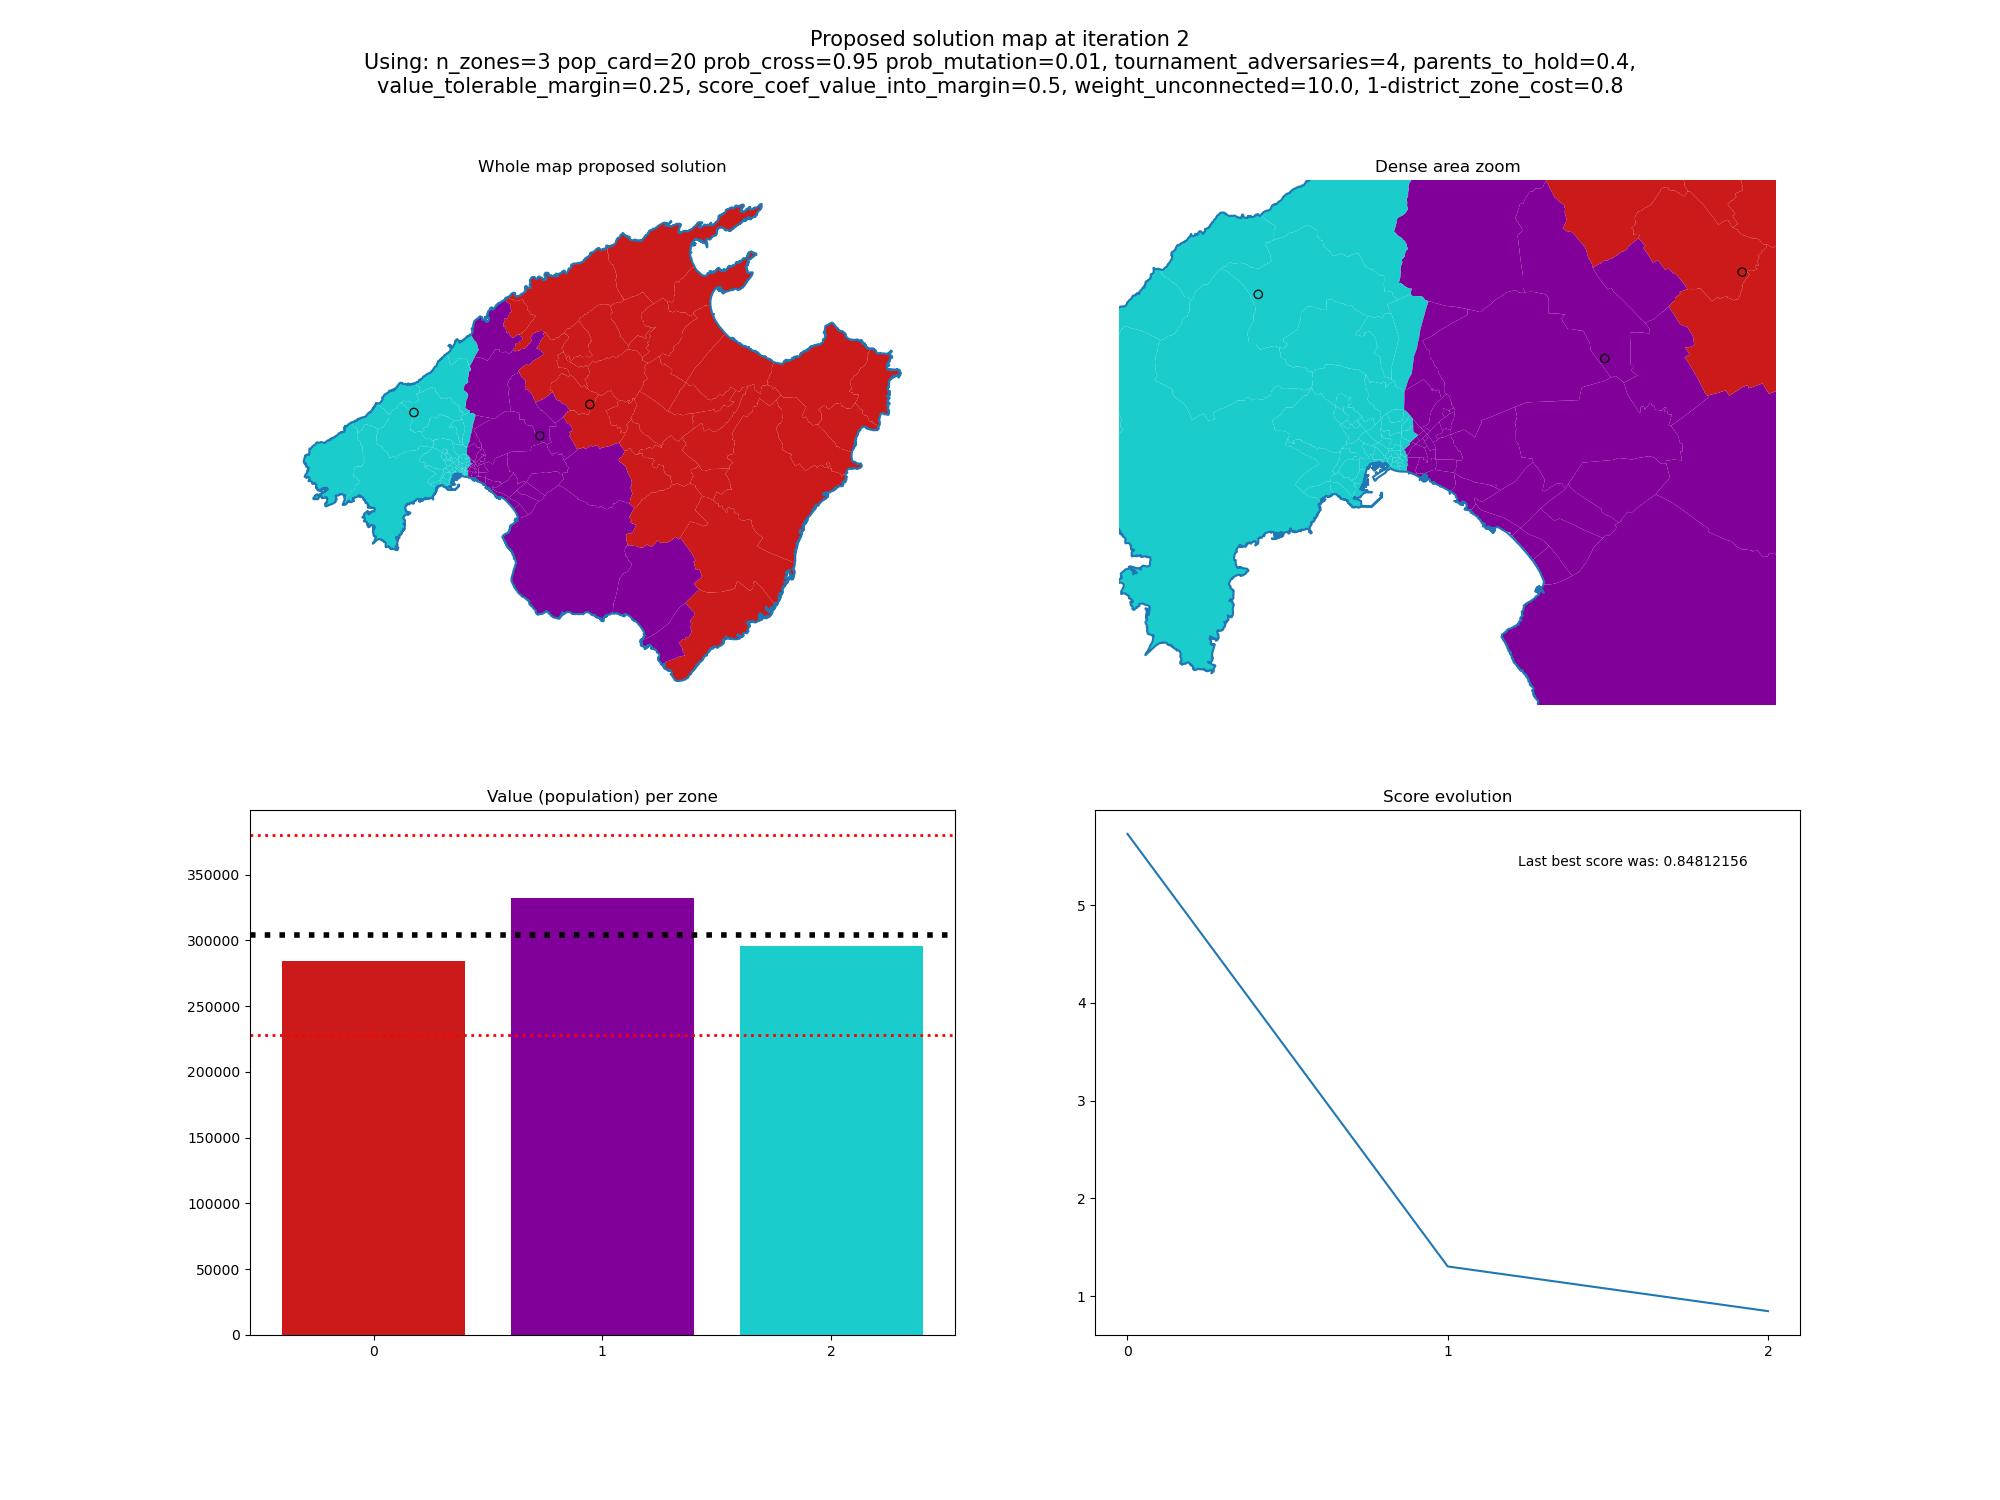 Proposed solution map at iteration 2
Using: n_zones=3 pop_card=20 prob_cross=0.95 prob_mutation=0.01, tournament_adversaries=4, parents_to_hold=0.4,
value_tolerable_margin=0.25, score_coef_value_into_margin=0.5, weight_unconnected=10.0, 1-district_zone_cost=0.8
Whole map proposed solution
Dense area zoom
Value (population) per zone
350000
300000
250000
200000
150000
100000
50000
0
0 1 2
Score evolution
Last best score was: 0.84812156
5
4
3
2
1
0 1 2